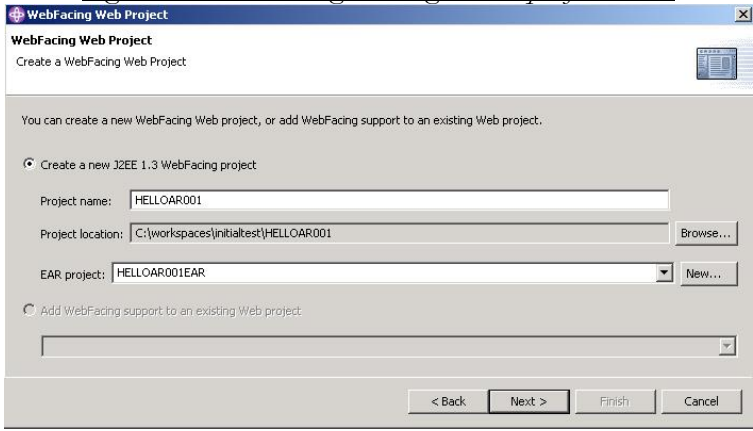 WebFacing Web Project
WebFacing Web Project
Create a WebFacing Web Project
You can create a new WebFacing Web project, or add WebFacing support to an existing Web project.
Create a new J2EE 1.3 WebFacing project
Project name: HELLOAR001
Project location: C:\workspaces\initialtest\HELLOAR001 Browse...
EAR project: HELLOAR001EAR New...
Add WebFacing support to an existing Web project
< Back Next > Finish Cancel